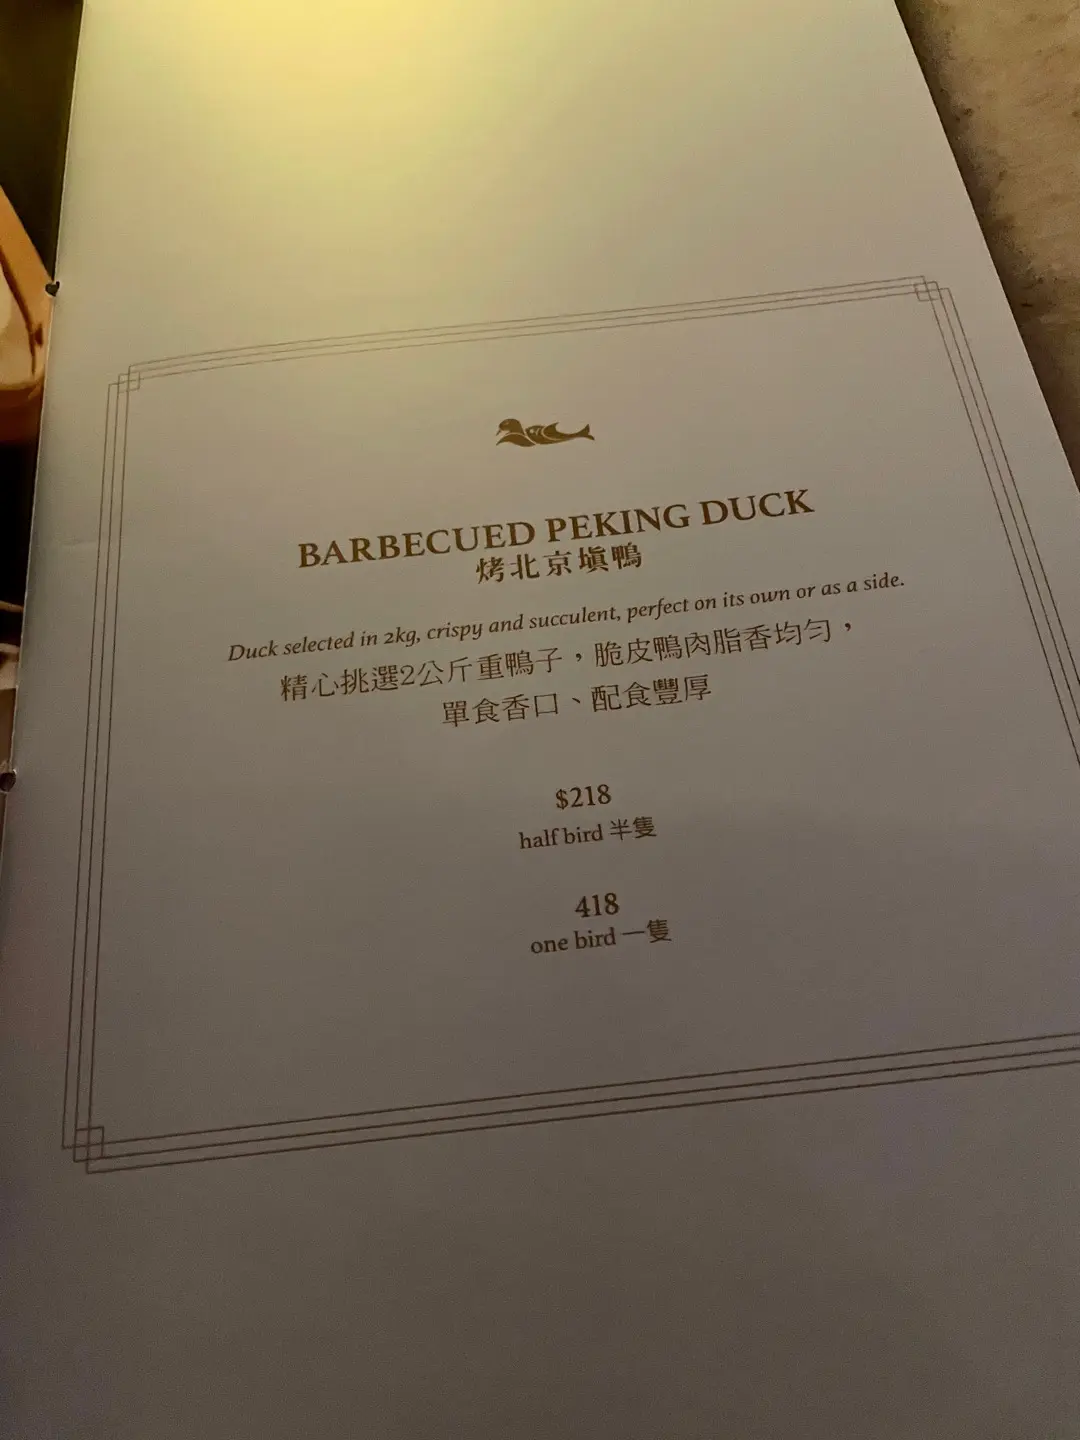 BARBECUED PEKING DUCK
烤北京塡鴨
Duck selected in 2kg, crispy and succulent, perfect on its own or as a side.
精心挑選2公斤重鴨子，脆皮鴨肉脂香均勻，
單食香口、配食豐厚
$218
half bird 半隻
418
one bird 一隻